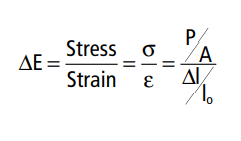 ΔE = Stress / Strain = σ / ε = P/A / Δl/l₀